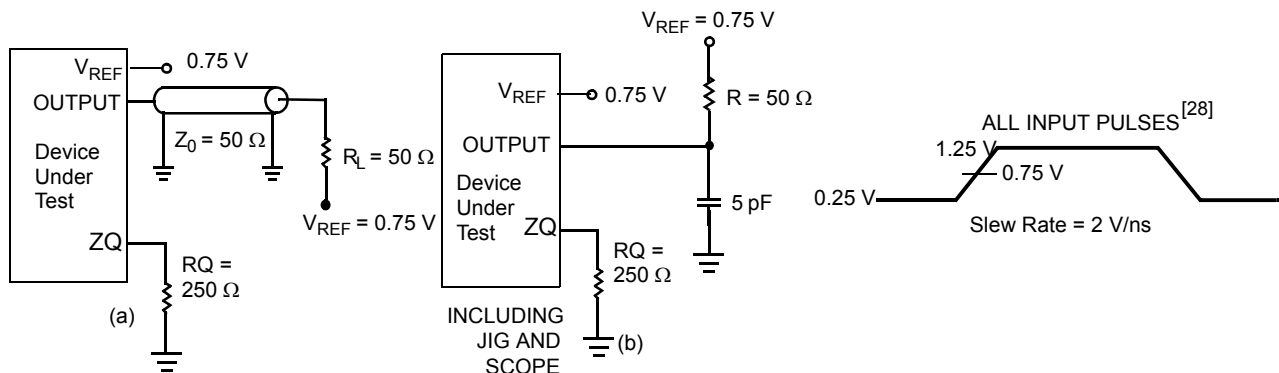 V_REF
0.75 V
OUTPUT
Z_0 = 50 Ω
Device
Under
Test
R_L = 50 Ω
V_REF = 0.75 V
ZQ
RQ =
250 Ω
(a)
V_REF = 0.75 V
R = 50 Ω
V_REF
0.75 V
OUTPUT
Device
Under
Test
5 pF
ZQ
RQ =
250 Ω
INCLUDING
JIG AND
SCOPE
(b)
ALL INPUT PULSES[28]
1.25 V
0.75 V
0.25 V
Slew Rate = 2 V/ns